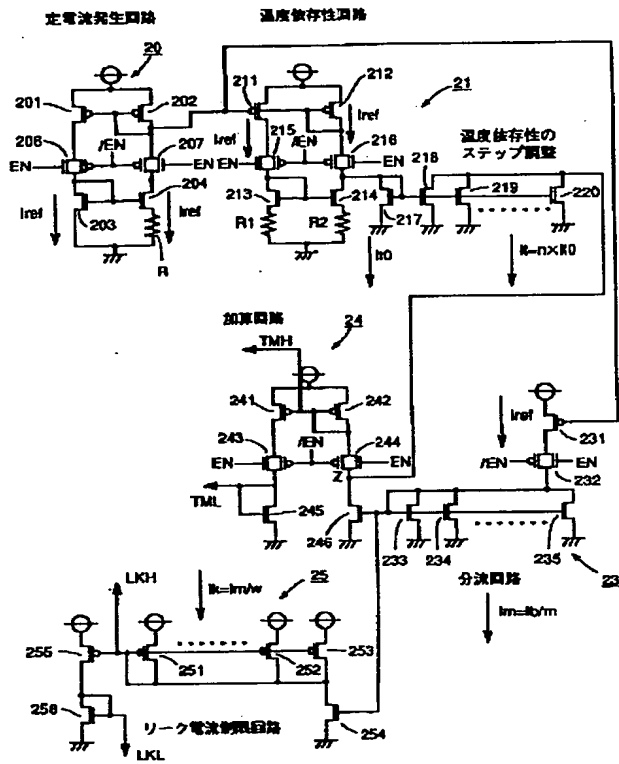 定電流発生回路
温度依存性回路
20
201
202
211
212
21
206
/EN
207
EN
EN
Iref
215
/EN
Iref
216
EN
EN
温度依存性の
ステップ調整
218
219
220
204
203
213
214
217
Iref
Iref
R
R1
R2
It0
It=n×It0
加算回路
24
TMH
241
242
243
/EN
244
EN
EN
Z
TML
245
246
Iref
231
/EN
EN
232
233
234
235
分流回路
23
Im=Ib/m
LKH
Ik=Im/w
25
255
251
252
253
256
254
リーク電流制限回路
LKL